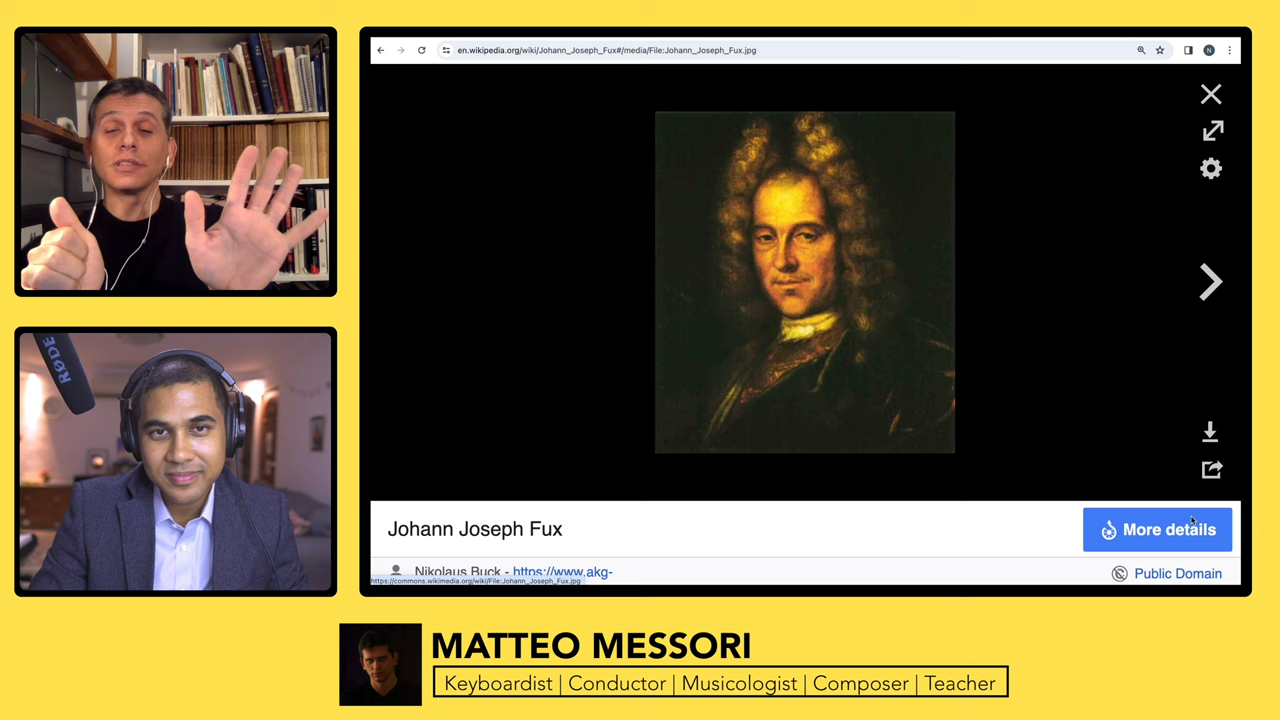 en.wikipedia.org/wiki/Johann_Joseph_Fux#/media/File:Johann_Joseph_Fux.jpg
N
RØDE
Johann Joseph Fux
More details
Nikolaus Buck - https://www.akg-
Public Domain
https://commons.wikimedia.org/wiki/File:Johann_Joseph_Fux.jpg
MATTEO MESSORI
Keyboardist | Conductor | Musicologist | Composer | Teacher